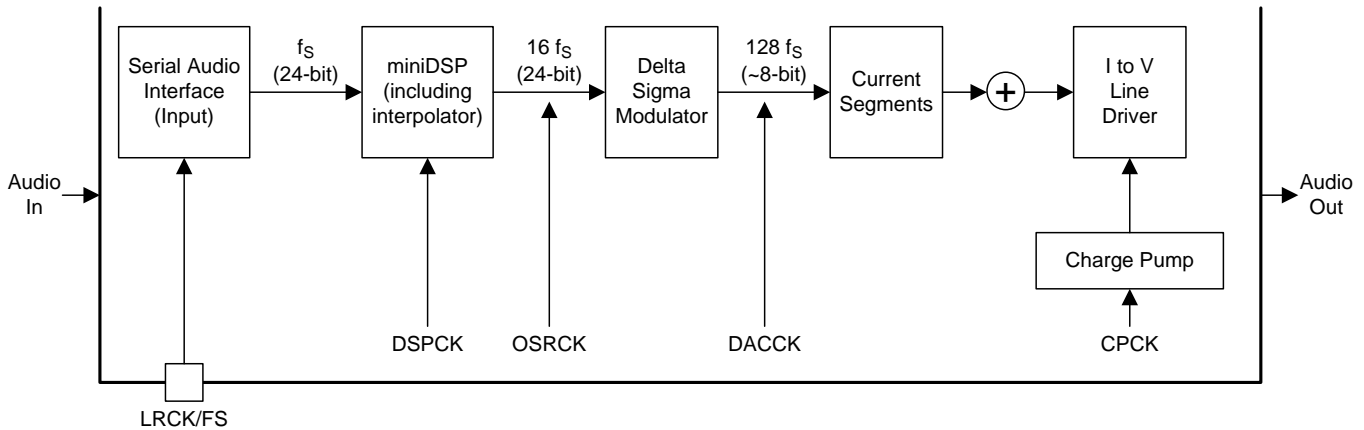 Serial Audio
Interface
(Input)
fS
(24-bit)
miniDSP
(including
interpolator)
16 fS
(24-bit)
Delta
Sigma
Modulator
128 fS
(~8-bit)
Current
Segments
+
I to V
Line
Driver
Audio
In
Audio
Out
Charge Pump
DSPCK
OSRCK
DACCK
CPCK
LRCK/FS